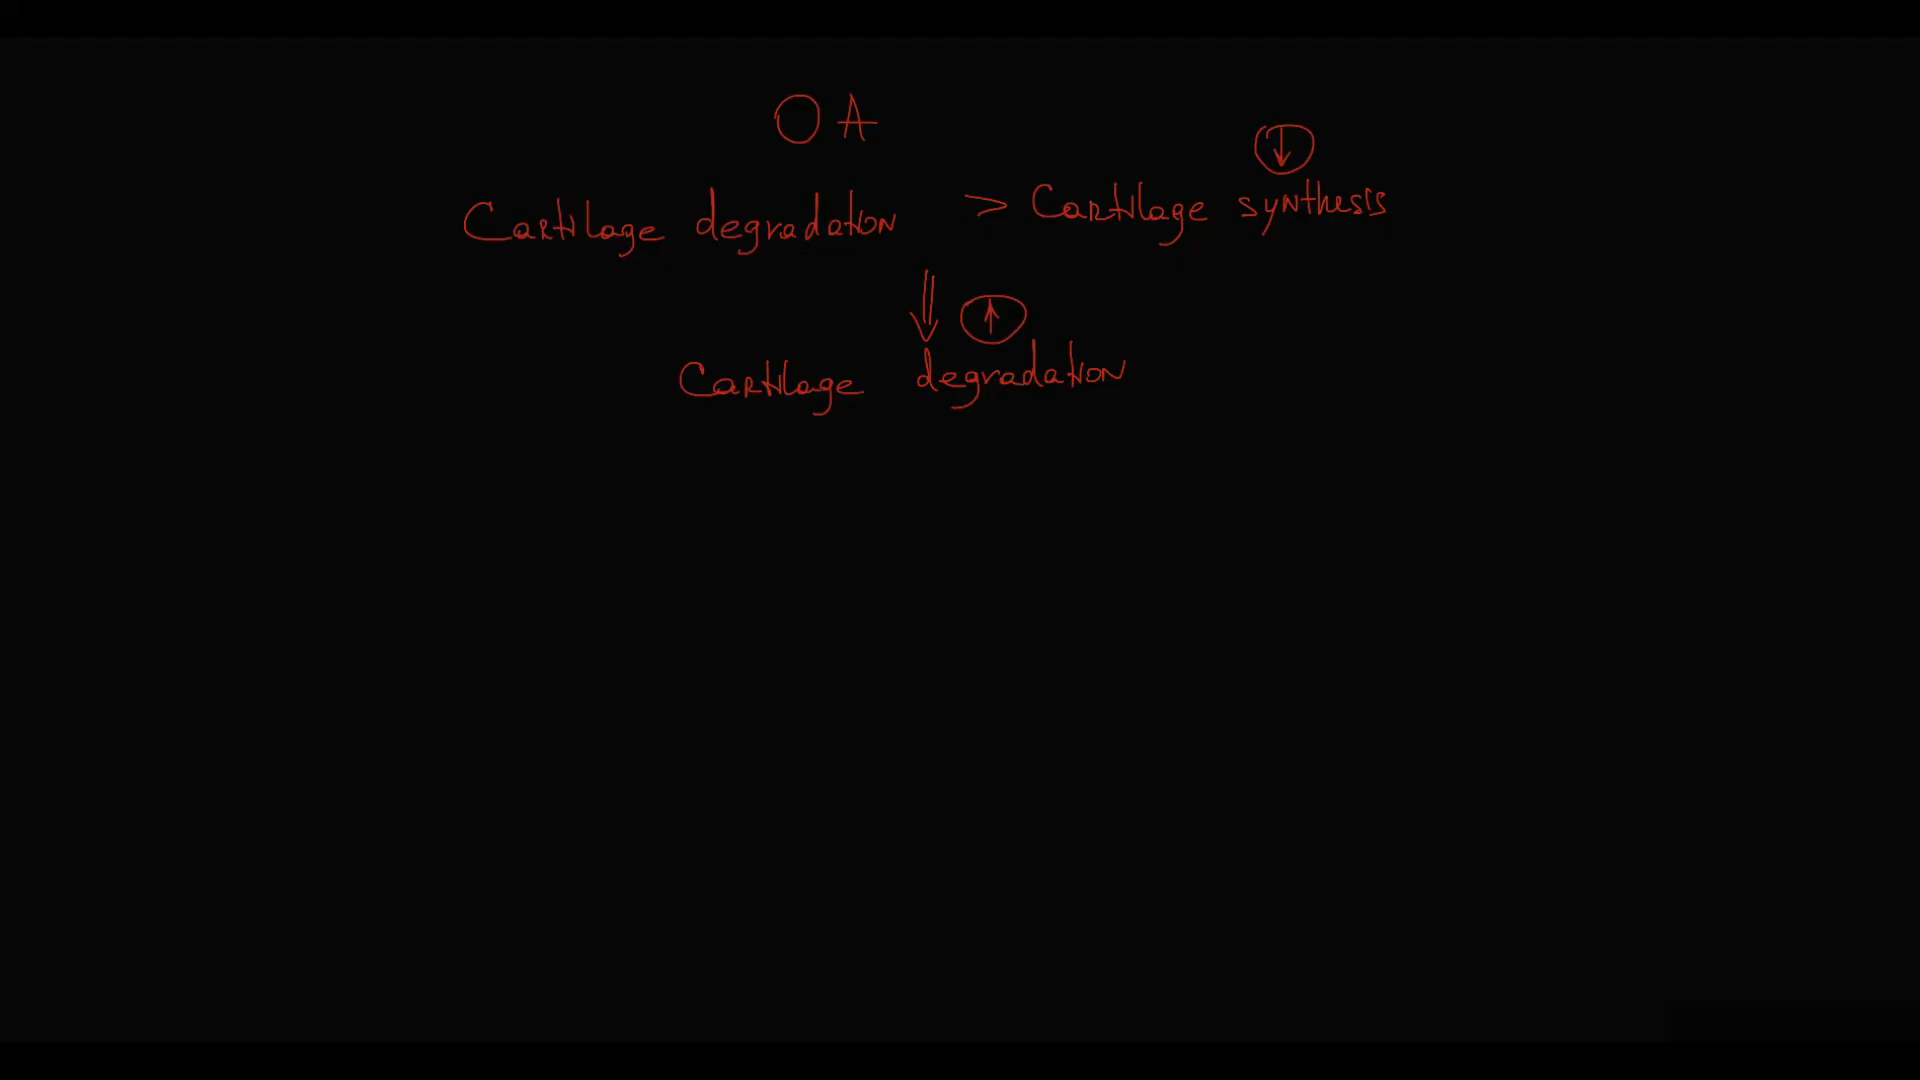 OA
↓
Cartilage degradation > Cartilage synthesis
⇓ ↑
Cartilage degradation